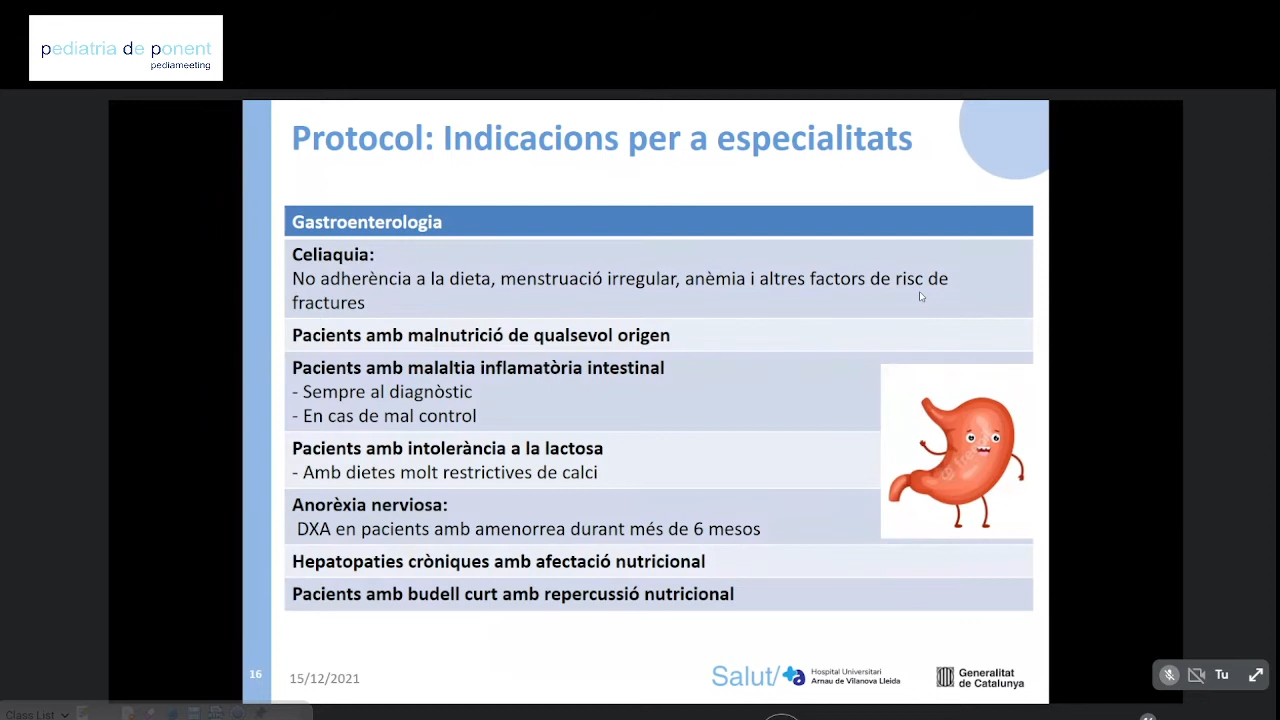 pediatria de ponent
pediameeting
Protocol: Indicacions per a especialitats
Gastroenterologia
Celiaquia:
No adherència a la dieta, menstruació irregular, anèmia i altres factors de risc de
fractures
Pacients amb malnutrició de qualsevol origen
Pacients amb malaltia inflamatòria intestinal
- Sempre al diagnòstic
- En cas de mal control
Pacients amb intolerància a la lactosa
- Amb dietes molt restrictives de calci
Anorèxia nerviosa:
DXA en pacients amb amenorrea durant més de 6 mesos
Hepatopaties cròniques amb afectació nutricional
Pacients amb budell curt amb repercussió nutricional
16
15/12/2021
Salut/
Hospital Universitari
Arnau de Vilanova Lleida
Generalitat
de Catalunya
Tu
Class List